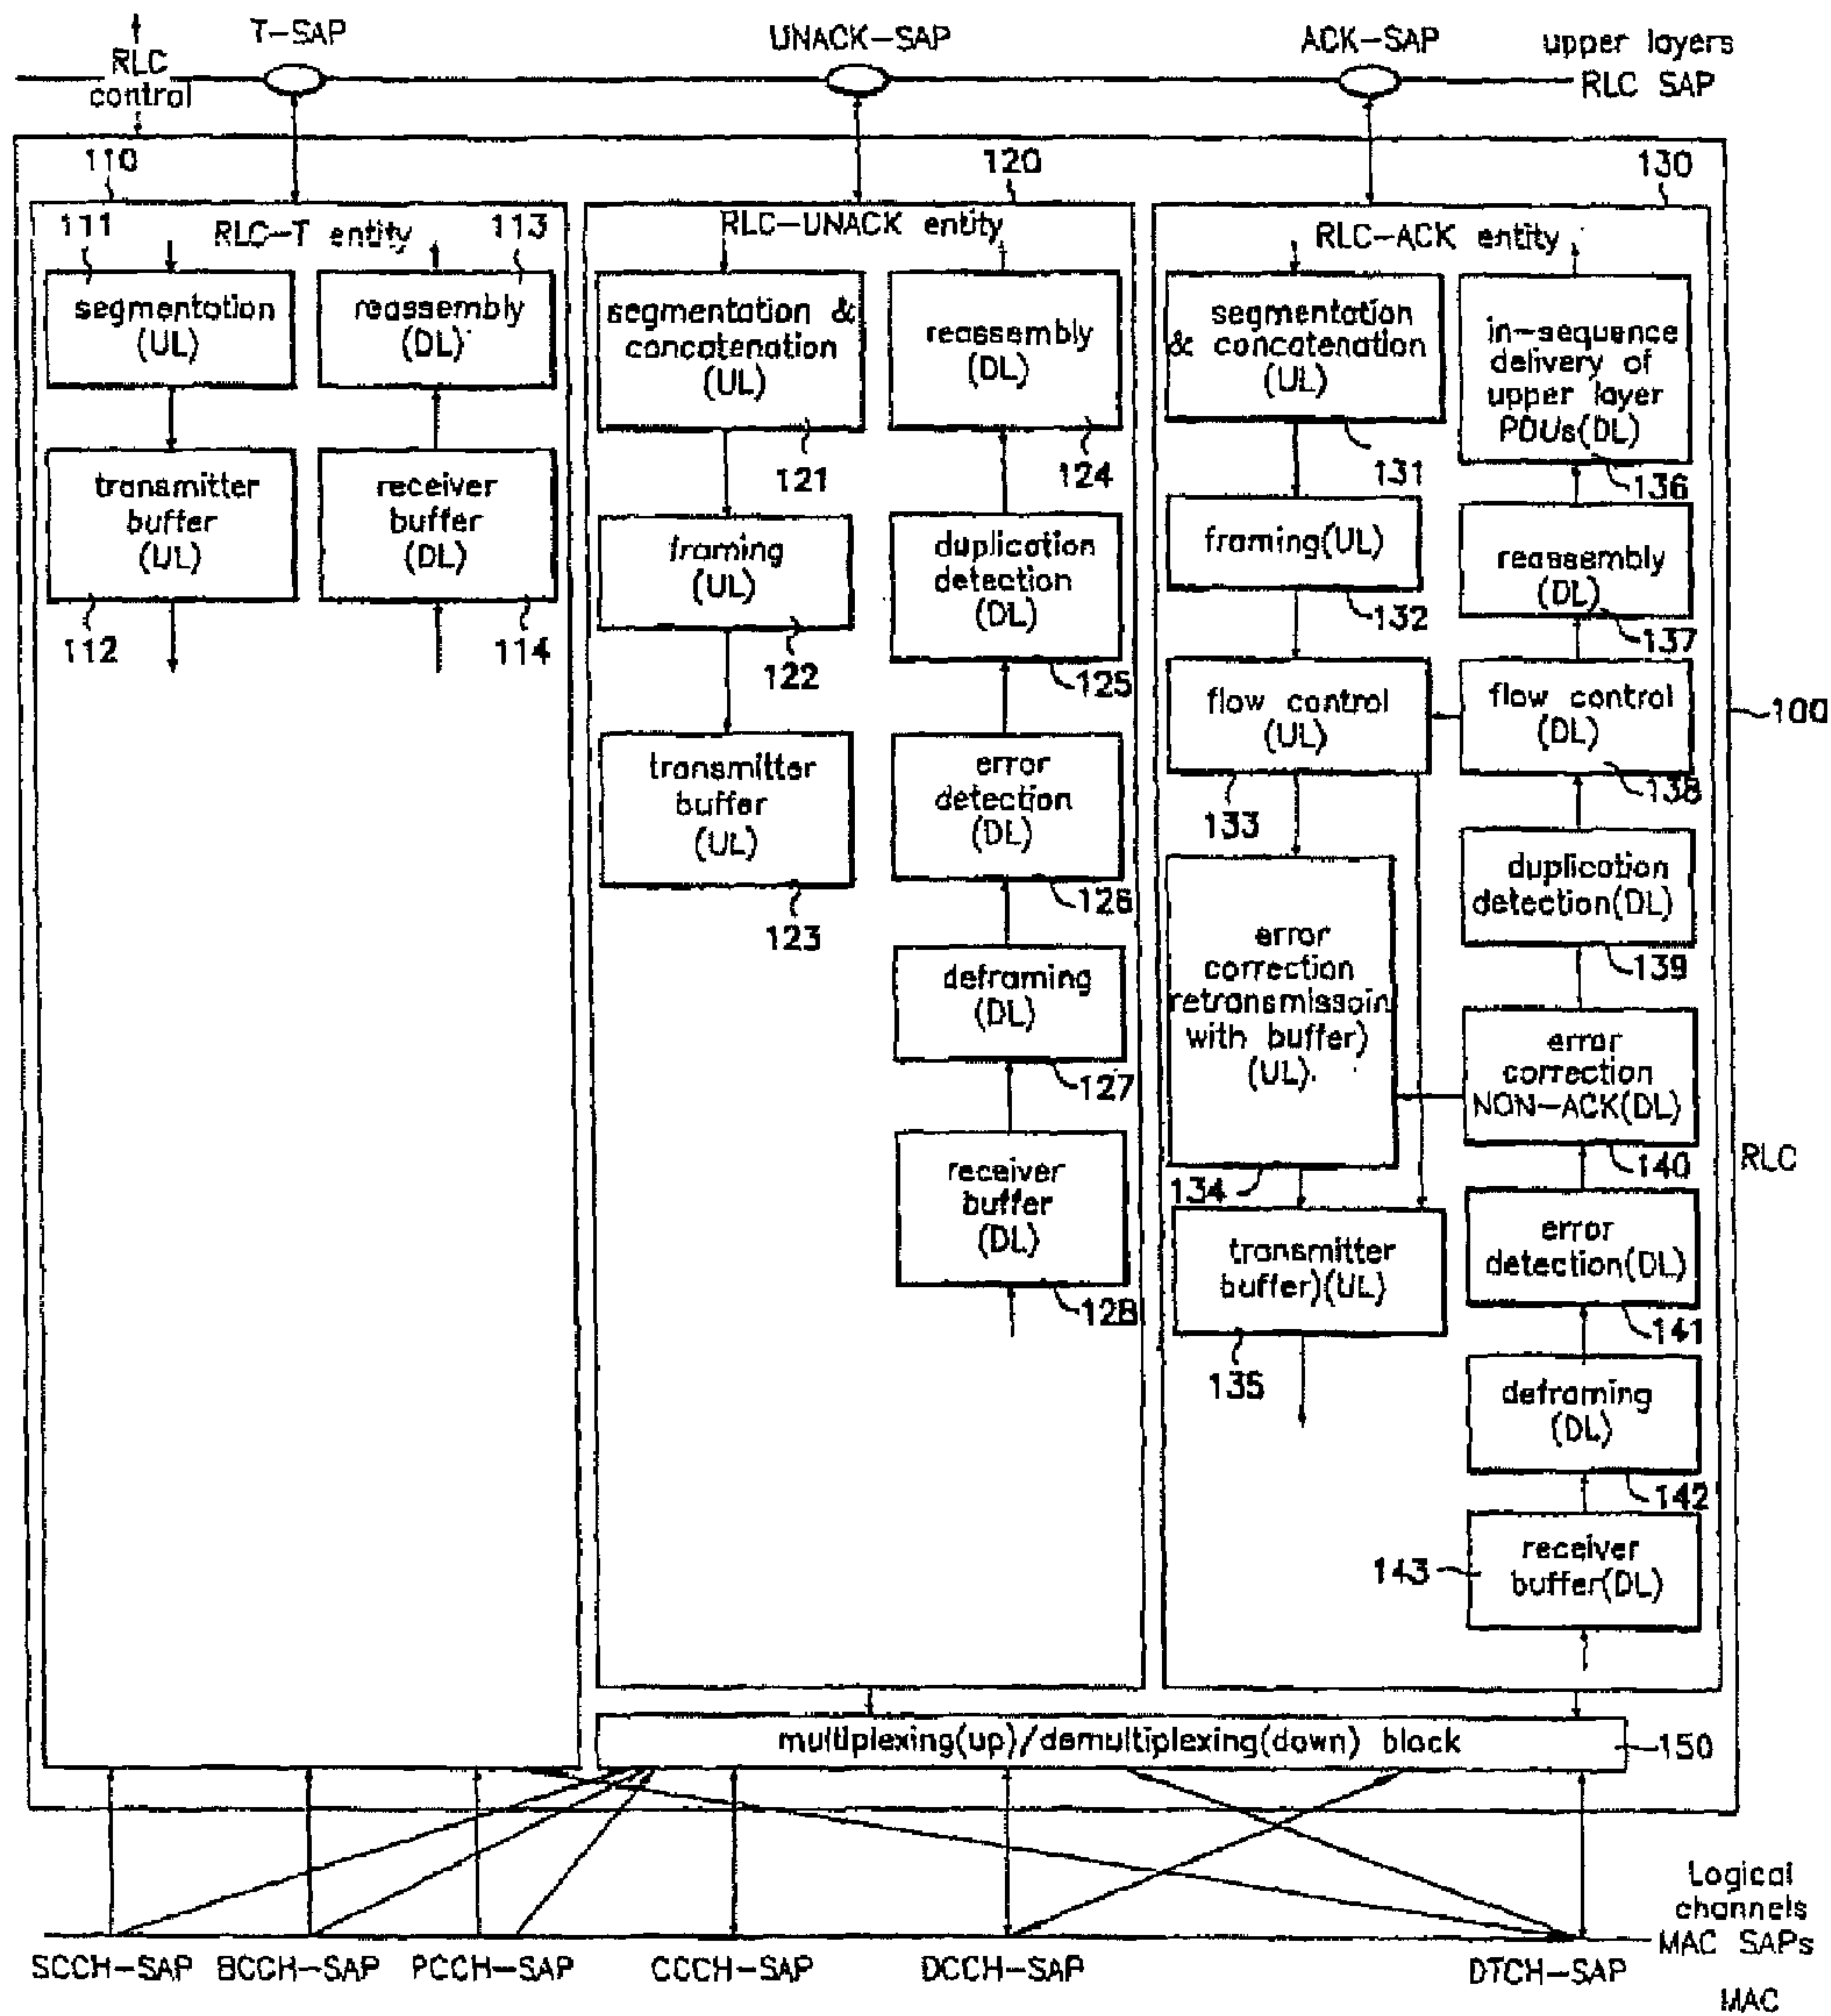 T-SAP
UNACK-SAP
ACK-SAP
upper layers
RLC
control
RLC SAP
110
120
130
111
RLC-T entity
113
RLC-UNACK entity
RLC-ACK entity
segmentation
(UL)
reassembly
(DL)
segmentation &
concatenation
(UL)
reassembly
(DL)
segmentation
& concatenation
(UL)
in-sequence
delivery of
upper layer
PDUs(DL)
121
124
131
136
transmitter
buffer
(UL)
receiver
buffer
(DL)
framing
(UL)
duplication
detection
(DL)
framing(UL)
reassembly
(DL)
112
114
122
125
132
137
transmitter
buffer
(UL)
error
detection
(DL)
flow control
(UL)
flow control
(DL)
100
133
138
123
126
error
correction
retransmissoin
with buffer)
(UL)
duplication
detection(DL)
139
deframing
(DL)
127
error
correction
NON-ACK(DL)
140
RLC
134
receiver
buffer
(DL)
128
transmitter
buffer)(UL)
135
error
detection(DL)
141
deframing
(DL)
142
143
receiver
buffer(DL)
multiplexing(up)/demultiplexing(down) block
150
Logical
channels
MAC SAPs
SCCH-SAP
BCCH-SAP
PCCH-SAP
CCCH-SAP
DCCH-SAP
DTCH-SAP
MAC